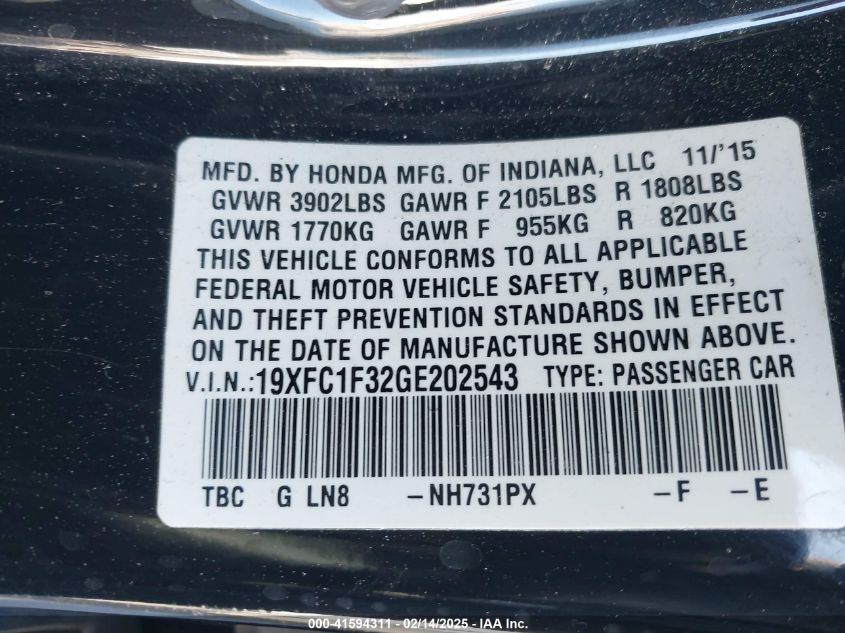 MFD. BY HONDA MFG. OF INDIANA, LLC 11/'15
GVWR 3902LBS GAWR F 2105LBS R 1808LBS
GVWR 1770KG GAWR F 955KG R 820KG
THIS VEHICLE CONFORMS TO ALL APPLICABLE
FEDERAL MOTOR VEHICLE SAFETY, BUMPER,
AND THEFT PREVENTION STANDARDS IN EFFECT
ON THE DATE OF MANUFACTURE SHOWN ABOVE.
V.I.N.:19XFC1F32GE202543 TYPE: PASSENGER CAR
TBC G LN8 -NH731PX -F -E
000-41594311 - 02/14/2025 - IAA Inc.